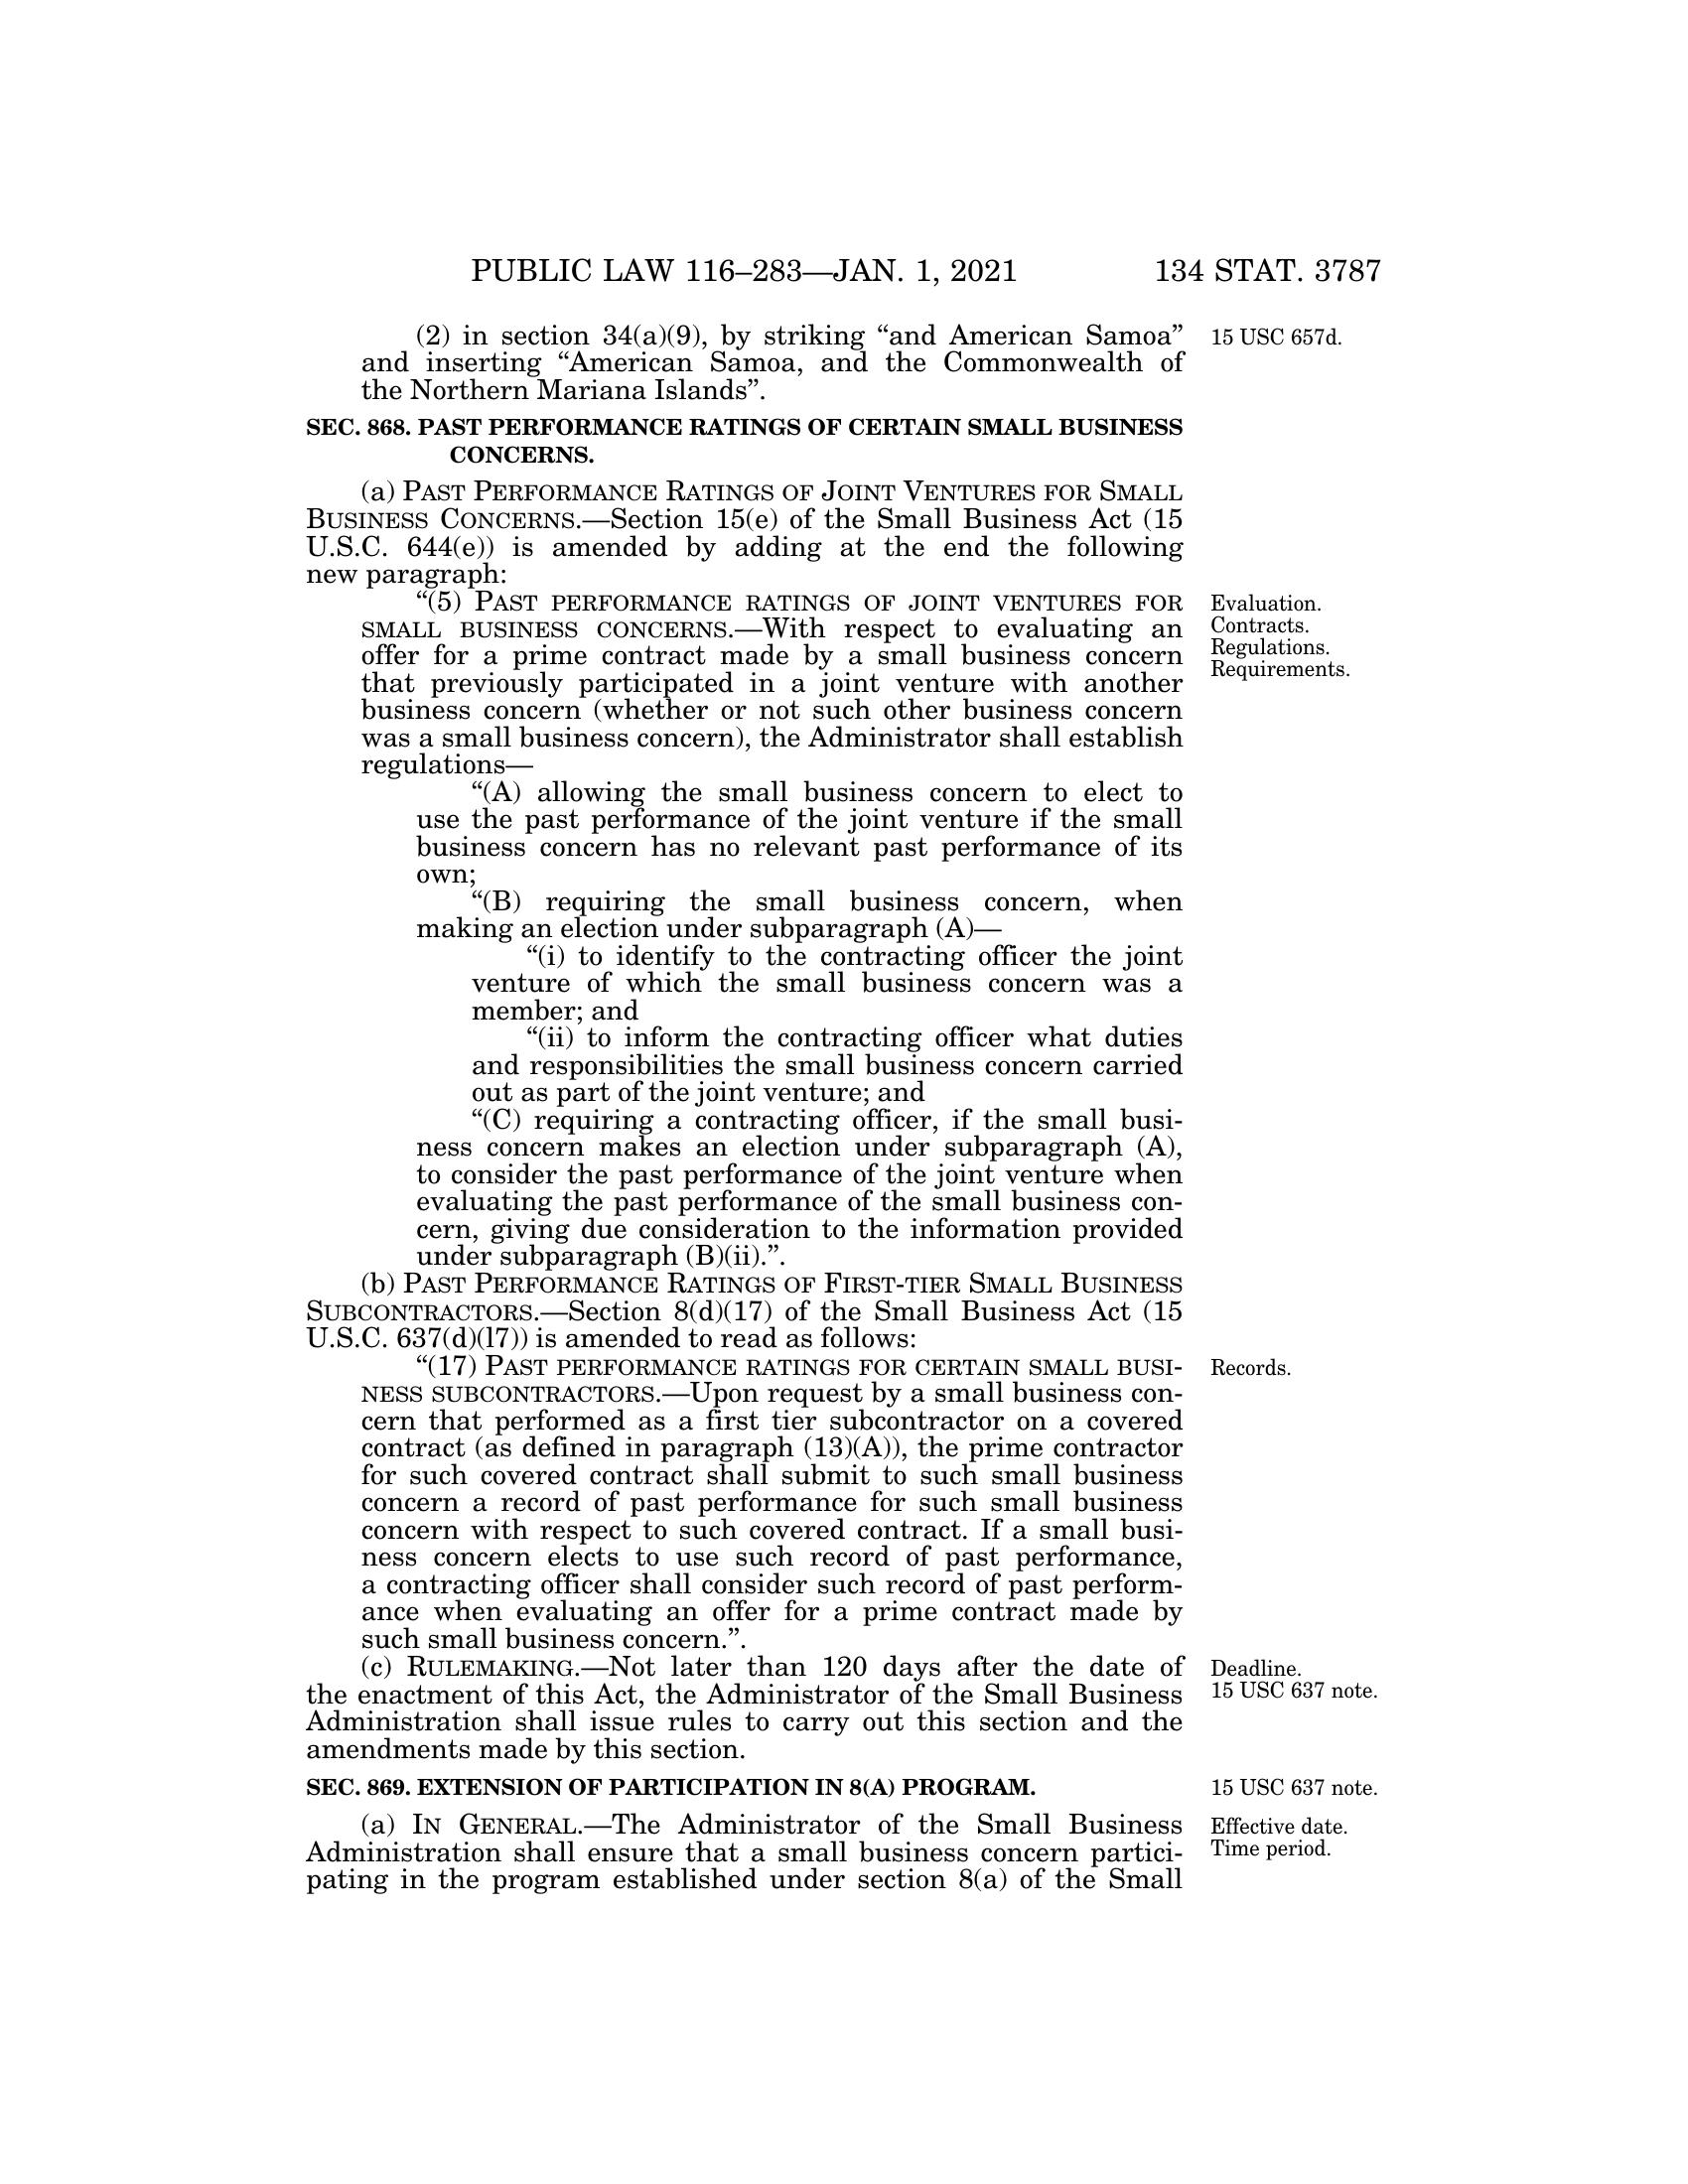 PUBLIC LAW 116–283—JAN. 1, 2021
134 STAT. 3787
(2) in section 34(a)(9), by striking “and American Samoa”
and inserting “American Samoa, and the Commonwealth of
the Northern Mariana Islands”.
15 USC 657d.
SEC. 868. PAST PERFORMANCE RATINGS OF CERTAIN SMALL BUSINESS
CONCERNS.
(a) PAST PERFORMANCE RATINGS OF JOINT VENTURES FOR SMALL
BUSINESS CONCERNS.—Section 15(e) of the Small Business Act (15
U.S.C. 644(e)) is amended by adding at the end the following
new paragraph:
“(5) PAST PERFORMANCE RATINGS OF JOINT VENTURES FOR
SMALL BUSINESS CONCERNS.—With respect to evaluating an
offer for a prime contract made by a small business concern
that previously participated in a joint venture with another
business concern (whether or not such other business concern
was a small business concern), the Administrator shall establish
regulations—
Evaluation.
Contracts.
Regulations.
Requirements.
“(A) allowing the small business concern to elect to
use the past performance of the joint venture if the small
business concern has no relevant past performance of its
own;
“(B) requiring the small business concern, when
making an election under subparagraph (A)—
“(i) to identify to the contracting officer the joint
venture of which the small business concern was a
member; and
“(ii) to inform the contracting officer what duties
and responsibilities the small business concern carried
out as part of the joint venture; and
“(C) requiring a contracting officer, if the small busi-
ness concern makes an election under subparagraph (A),
to consider the past performance of the joint venture when
evaluating the past performance of the small business con-
cern, giving due consideration to the information provided
under subparagraph (B)(ii).”.
(b) PAST PERFORMANCE RATINGS OF FIRST-TIER SMALL BUSINESS
SUBCONTRACTORS.—Section 8(d)(17) of the Small Business Act (15
U.S.C. 637(d)(l7)) is amended to read as follows:
“(17) PAST PERFORMANCE RATINGS FOR CERTAIN SMALL BUSI-
NESS SUBCONTRACTORS.—Upon request by a small business con-
cern that performed as a first tier subcontractor on a covered
contract (as defined in paragraph (13)(A)), the prime contractor
for such covered contract shall submit to such small business
concern a record of past performance for such small business
concern with respect to such covered contract. If a small busi-
ness concern elects to use such record of past performance,
a contracting officer shall consider such record of past perform-
ance when evaluating an offer for a prime contract made by
such small business concern.”.
Records.
(c) RULEMAKING.—Not later than 120 days after the date of
the enactment of this Act, the Administrator of the Small Business
Administration shall issue rules to carry out this section and the
amendments made by this section.
Deadline.
15 USC 637 note.
SEC. 869. EXTENSION OF PARTICIPATION IN 8(A) PROGRAM.
15 USC 637 note.
(a) IN GENERAL.—The Administrator of the Small Business
Administration shall ensure that a small business concern partici-
pating in the program established under section 8(a) of the Small
Effective date.
Time period.